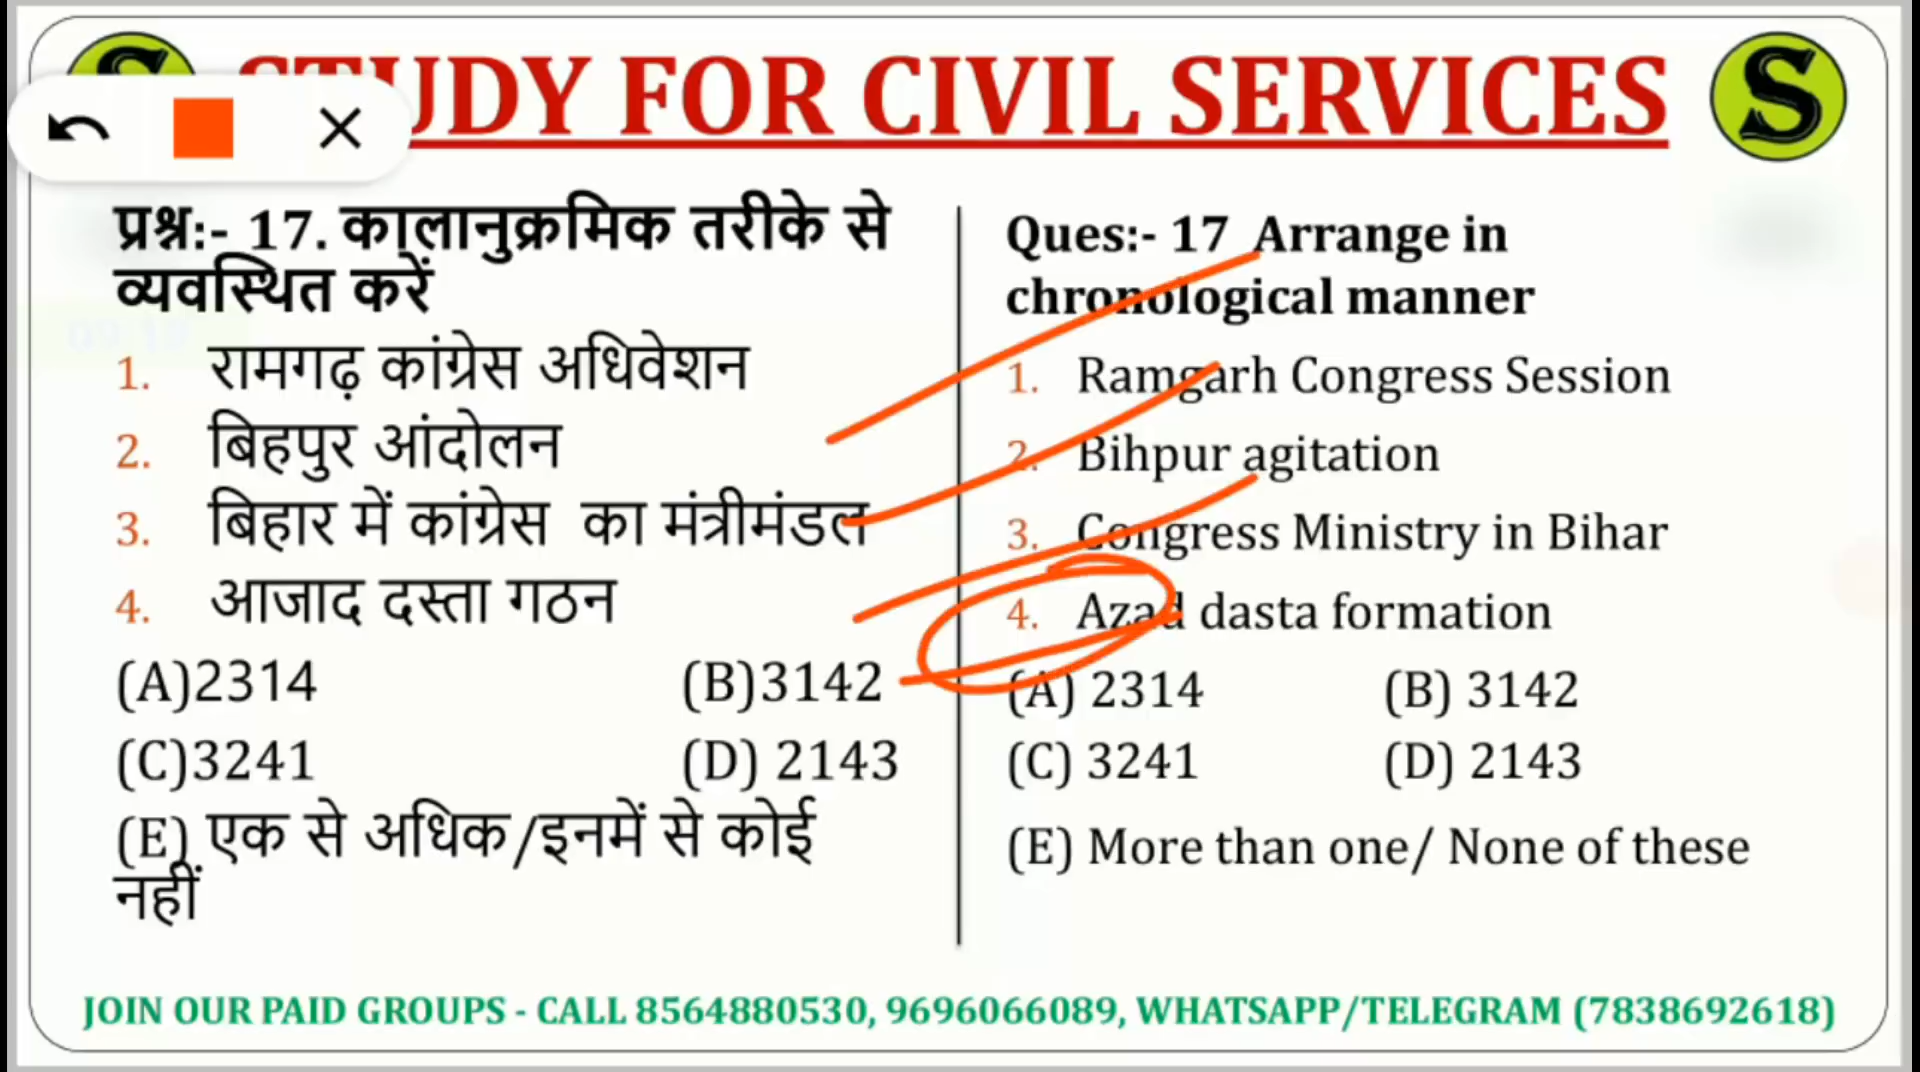 STUDY FOR CIVIL SERVICES
प्रश्न:- 17. कालानुक्रमिक तरीके से
व्यवस्थित करें
1. रामगढ़ कांग्रेस अधिवेशन
2. बिहपुर आंदोलन
3. बिहार में कांग्रेस का मंत्रीमंडल
4. आजाद दस्ता गठन
(A)2314 (B)3142
(C)3241 (D) 2143
(E) एक से अधिक/इनमें से कोई
नहीं
Ques:- 17 Arrange in
chronological manner
1. Ramgarh Congress Session
2. Bihpur agitation
3. Congress Ministry in Bihar
4. Azad dasta formation
(A) 2314 (B) 3142
(C) 3241 (D) 2143
(E) More than one/ None of these
JOIN OUR PAID GROUPS - CALL 8564880530, 9696066089, WHATSAPP/TELEGRAM (7838692618)